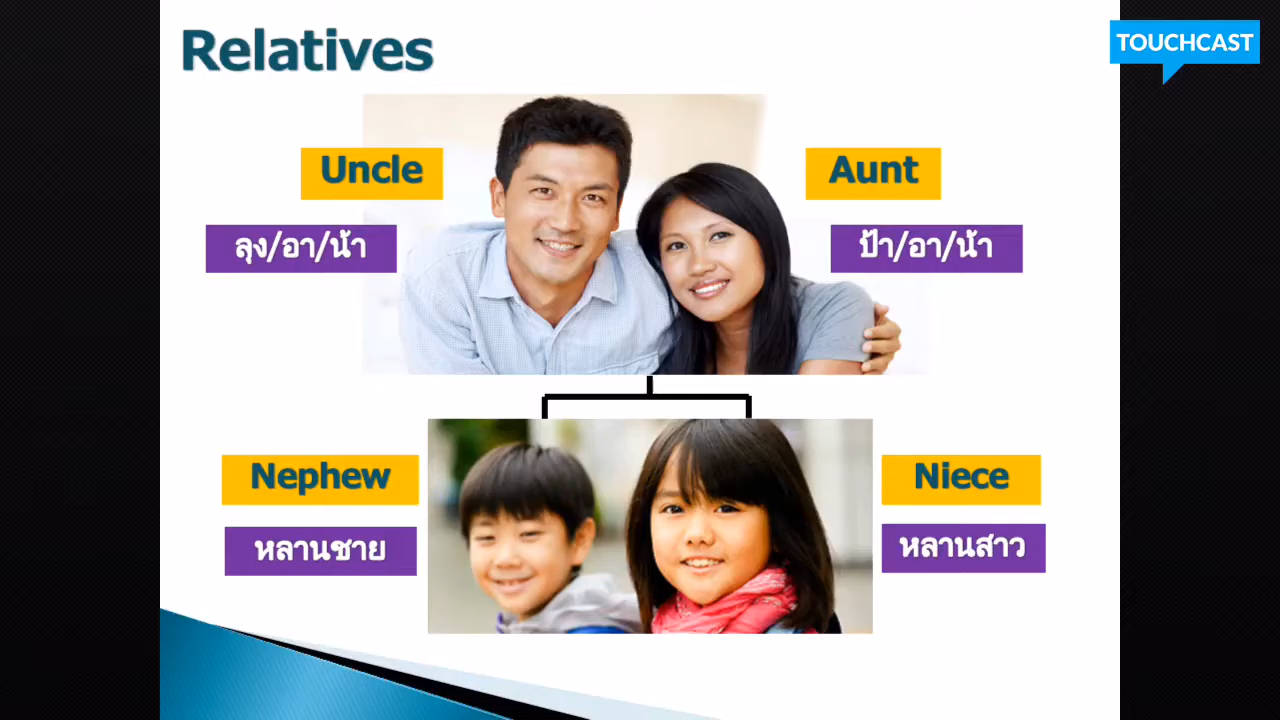 Relatives
TOUCHCAST
Uncle
Aunt
ลุง/อา/น้า
ป้า/อา/น้า
Nephew
Niece
หลานชาย
หลานสาว